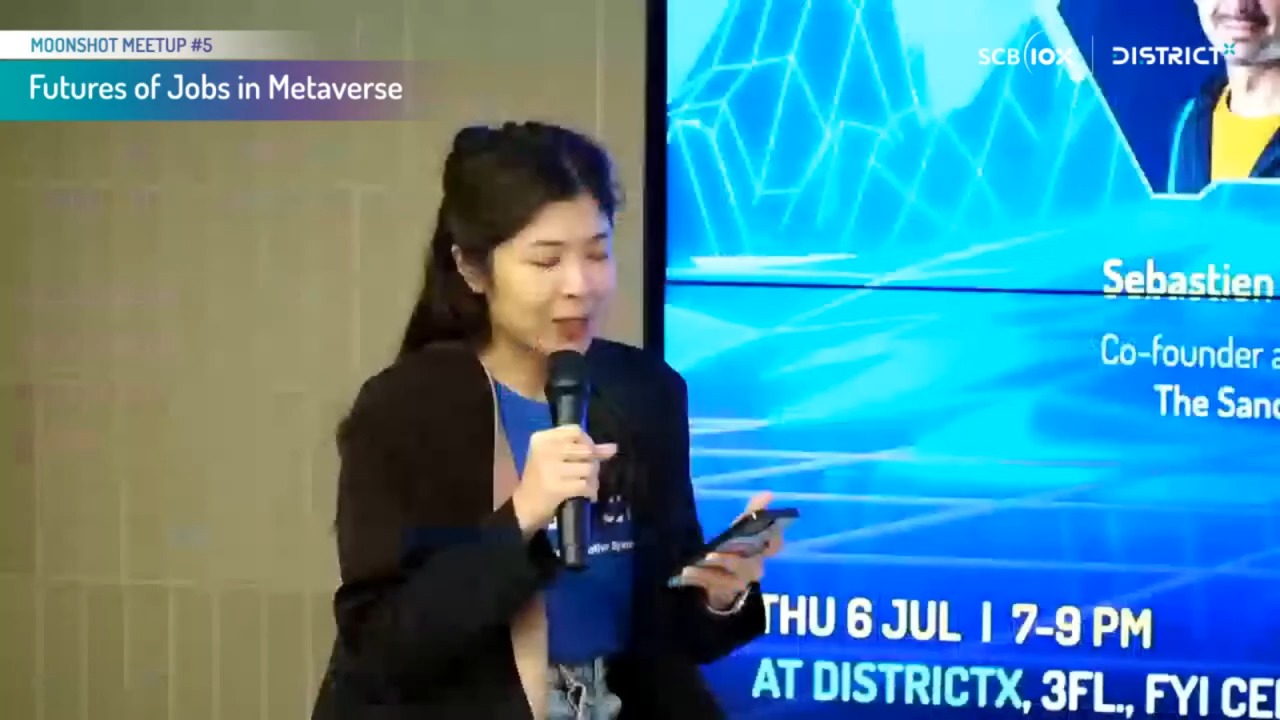 MOONSHOT MEETUP #5
Futures of Jobs in Metaverse
SCB 10X | DISTRICTX
Sebastien
Co-founder a
The Sand
THU 6 JUL | 7-9 PM
AT DISTRICTX, 3FL., FYI CE